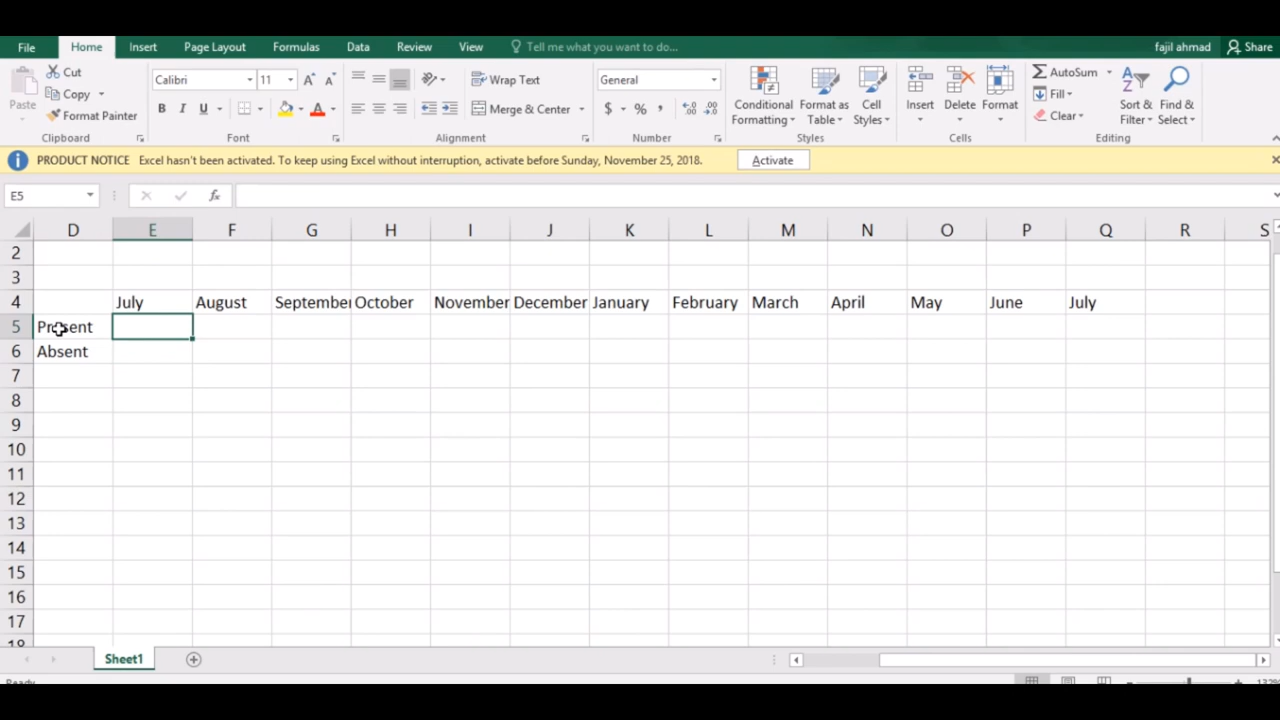 File Home Insert Page Layout Formulas Data Review View Tell me what you want to do... fajil ahmad Share
Cut
Copy
Format Painter
Paste
Calibri 11
B I U
Wrap Text
Merge & Center
General
$ % ,
Conditional Formatting
Format as Table
Cell Styles
Insert Delete Format
AutoSum
Fill
Clear
Sort & Filter
Find & Select
Clipboard Font Alignment Number Styles Cells Editing
PRODUCT NOTICE Excel hasn't been activated. To keep using Excel without interruption, activate before Sunday, November 25, 2018. Activate
E5 fx
D E F G H I J K L M N O P Q R S
2
3
4 July August September October November December January February March April May June July
5 Present
6 Absent
7
8
9
10
11
12
13
14
15
16
17
18
Sheet1
Ready 132%